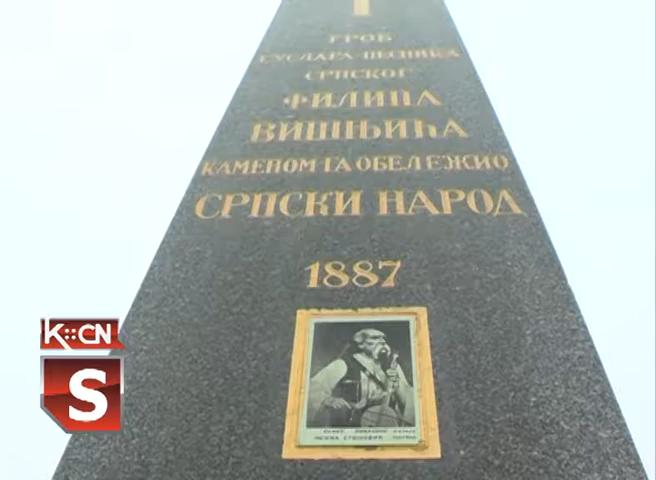 ГРОБ
ГУСЛАРА-ПЕСНИКА
СРПСКОГ
ФИЛИПА
ВИШЊИЋА
КАМЕНОМ ГА ОБЕЛЕЖИО
СРПСКИ НАРОД
1887
K::CN
S